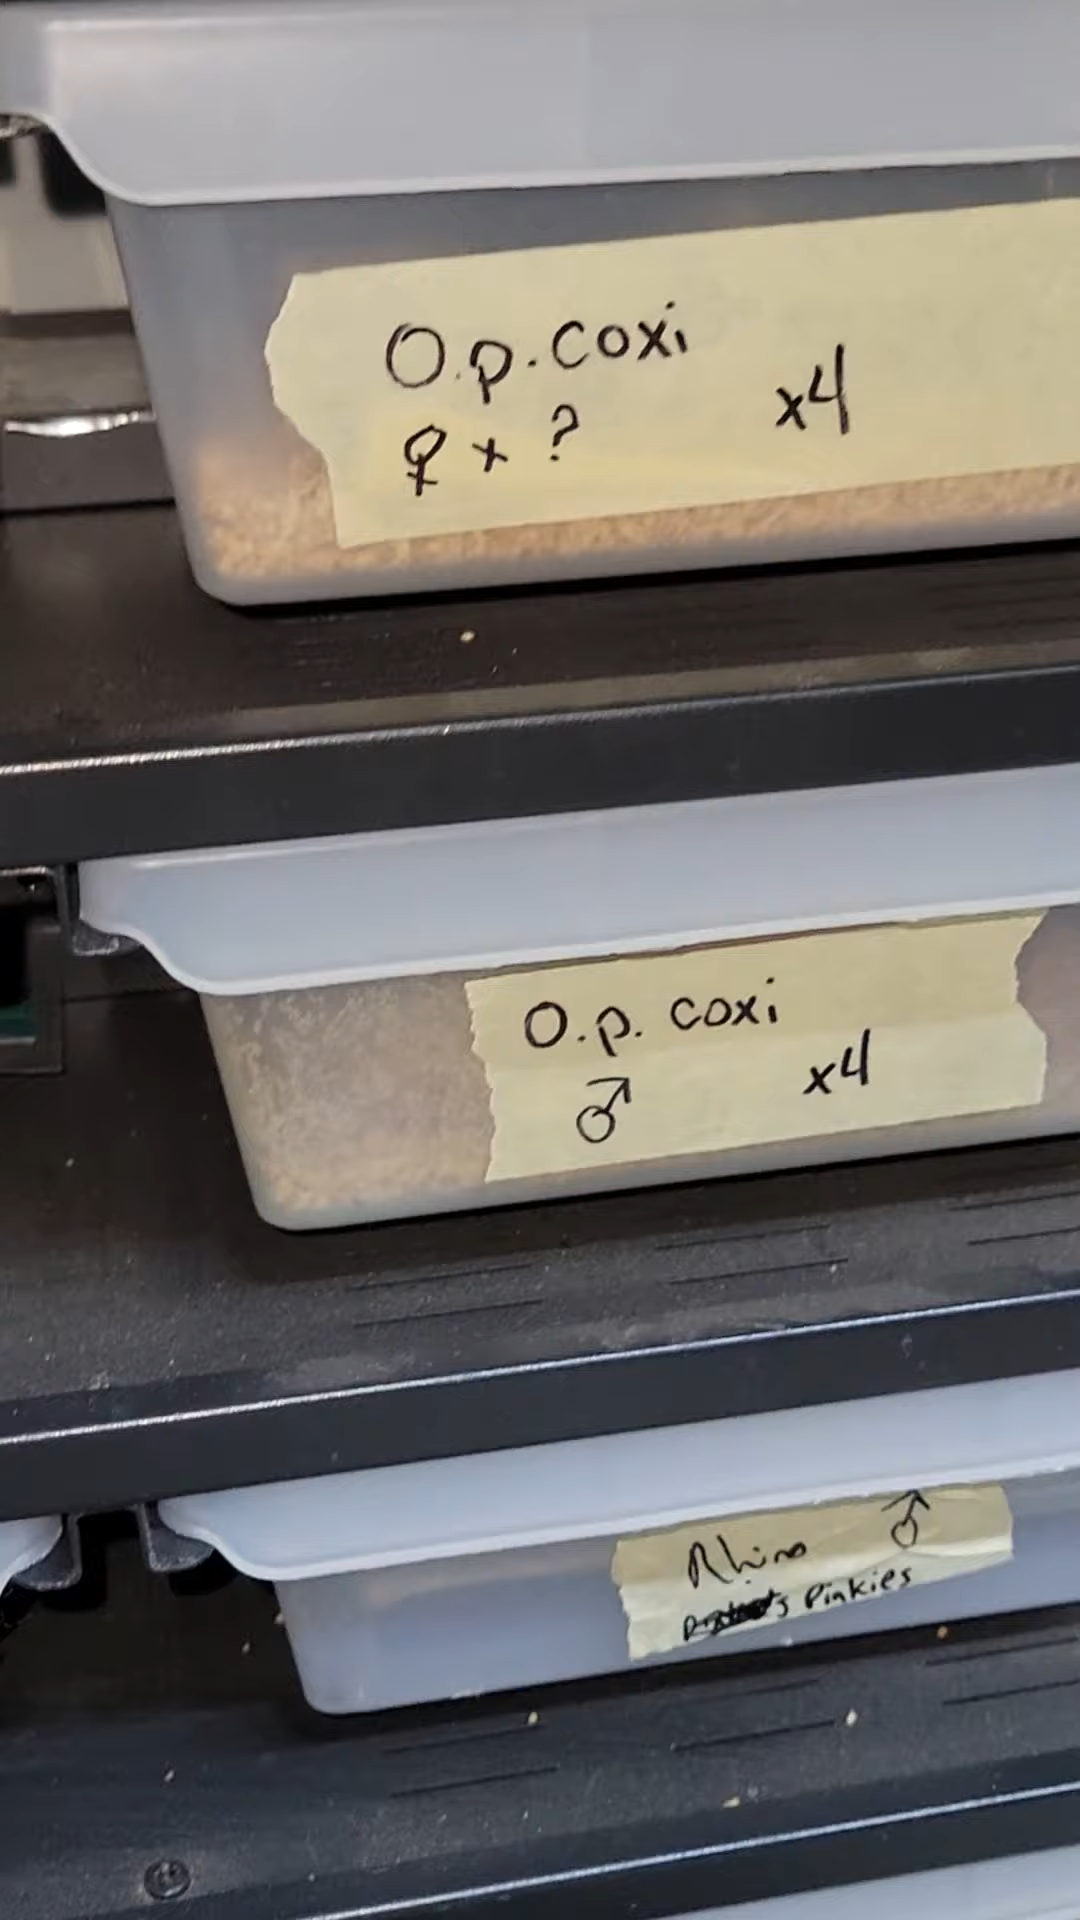 O.p. coxi
♀ + ? x4
O.p. coxi
♂ x4
Rhino ♂
Pinkies